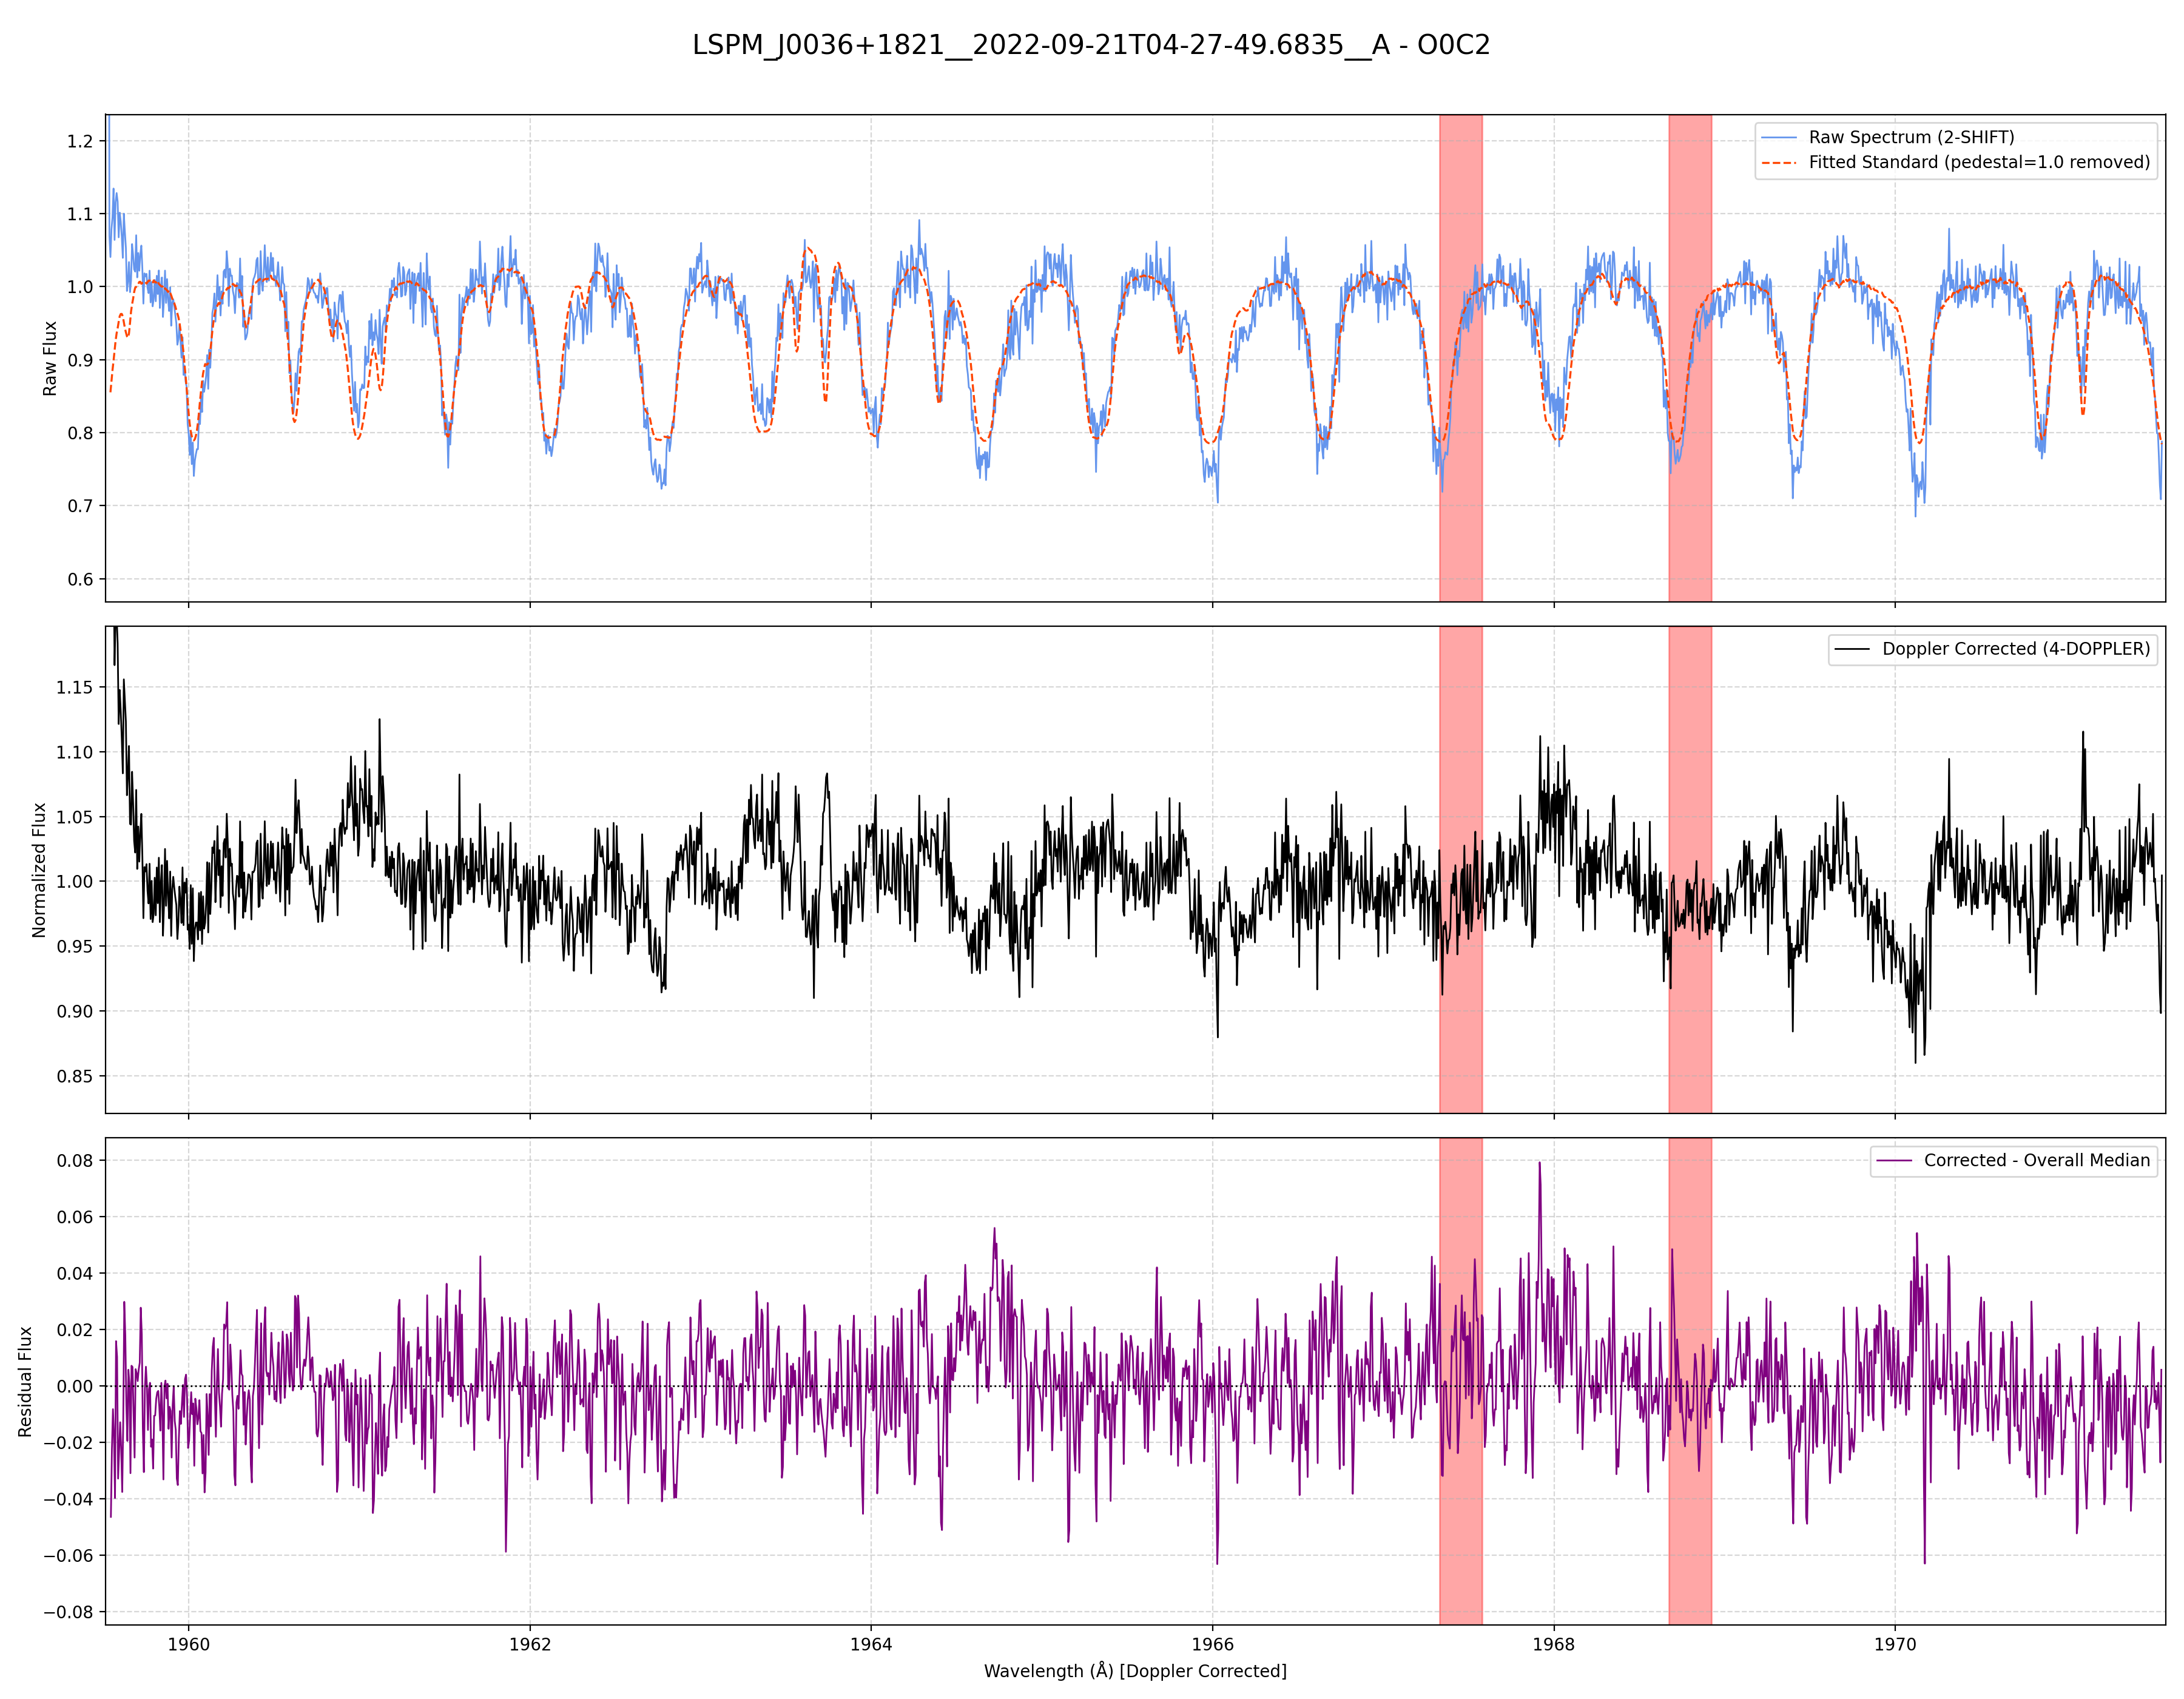 LSPM_J0036+1821__2022-09-21T04-27-49.6835__A - O0C2
Raw Flux
1.2
1.1
1.0
0.9
0.8
0.7
0.6
Raw Spectrum (2-SHIFT)
Fitted Standard (pedestal=1.0 removed)
Normalized Flux
1.15
1.10
1.05
1.00
0.95
0.90
0.85
Doppler Corrected (4-DOPPLER)
Residual Flux
0.08
0.06
0.04
0.02
0.00
−0.02
−0.04
−0.06
−0.08
Corrected - Overall Median
1960 1962 1964 1966 1968 1970
Wavelength (Å) [Doppler Corrected]